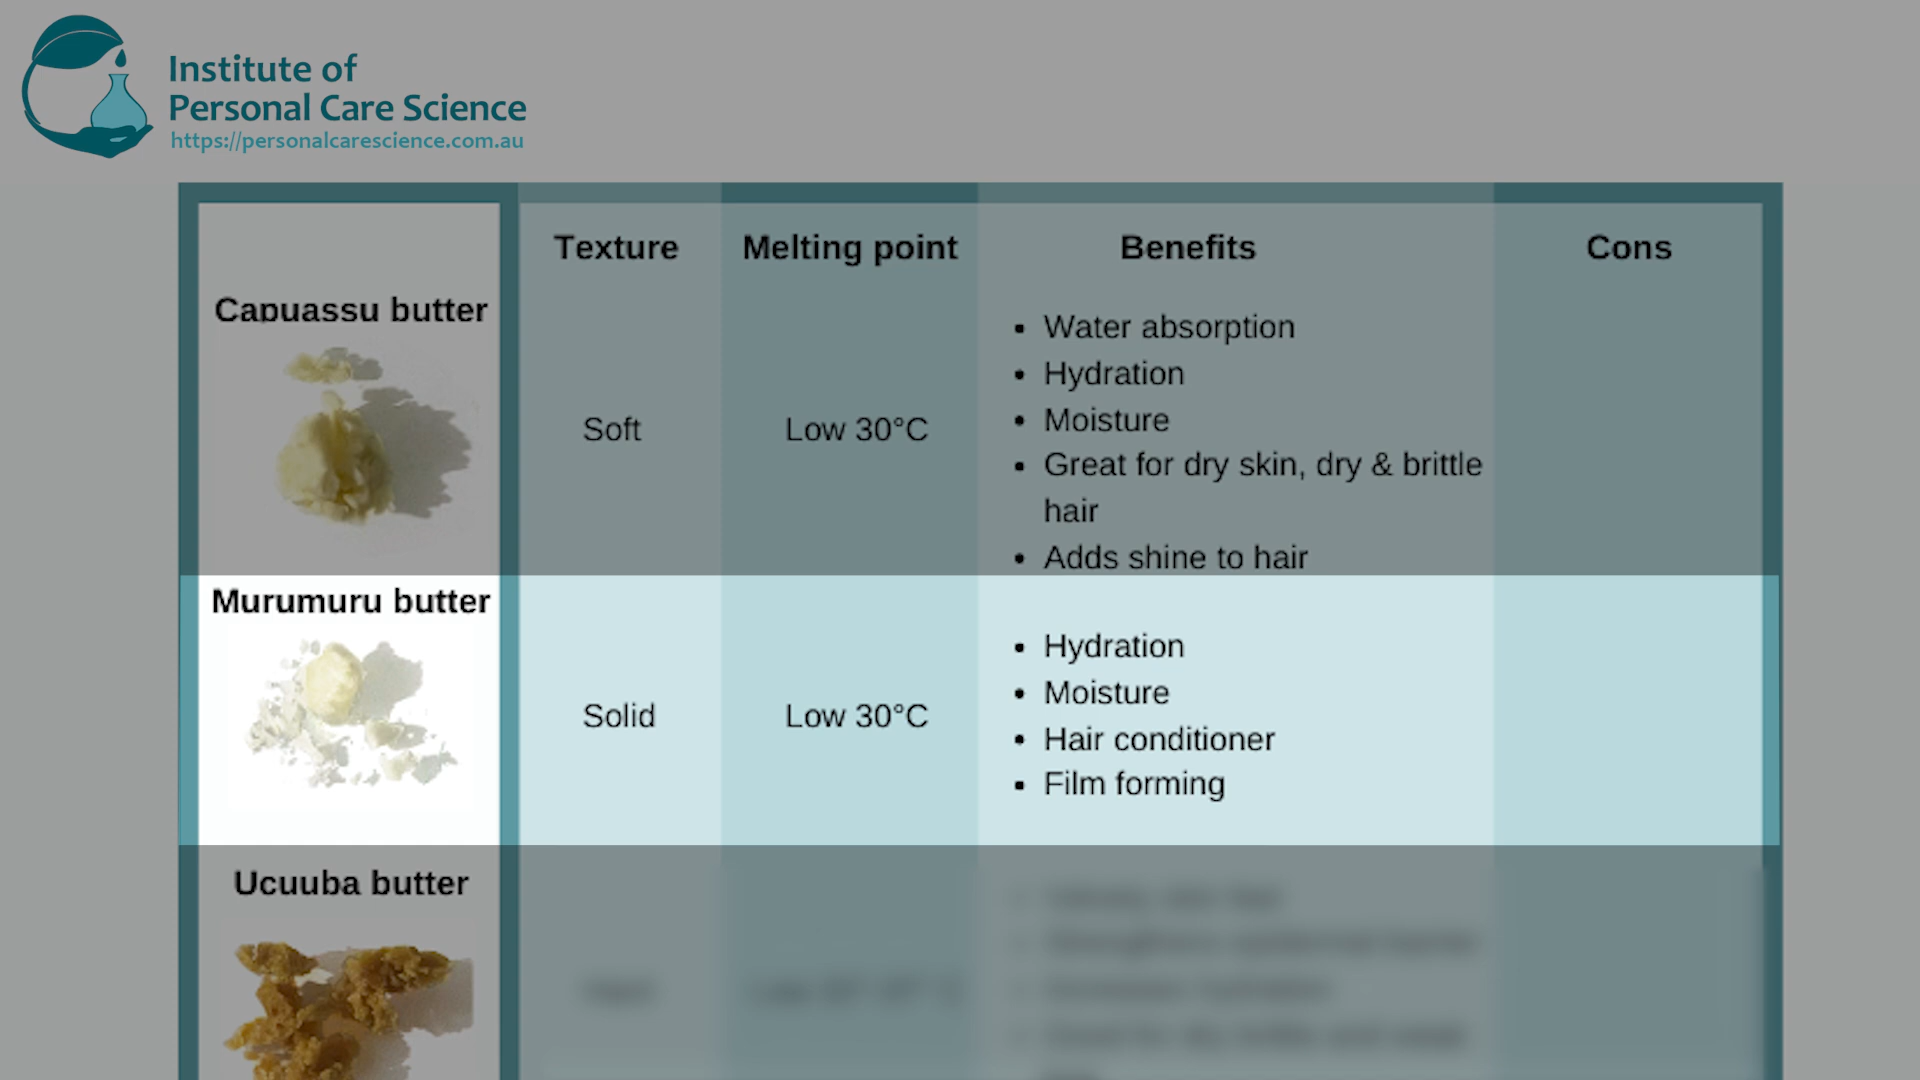 Institute of
Personal Care Science
https://personalcarescience.com.au
Texture Melting point Benefits Cons
Capuassu butter
Soft
Low 30°C
• Water absorption
• Hydration
• Moisture
• Great for dry skin, dry & brittle
hair
• Adds shine to hair
Murumuru butter
Solid
Low 30°C
• Hydration
• Moisture
• Hair conditioner
• Film forming
Ucuuba butter